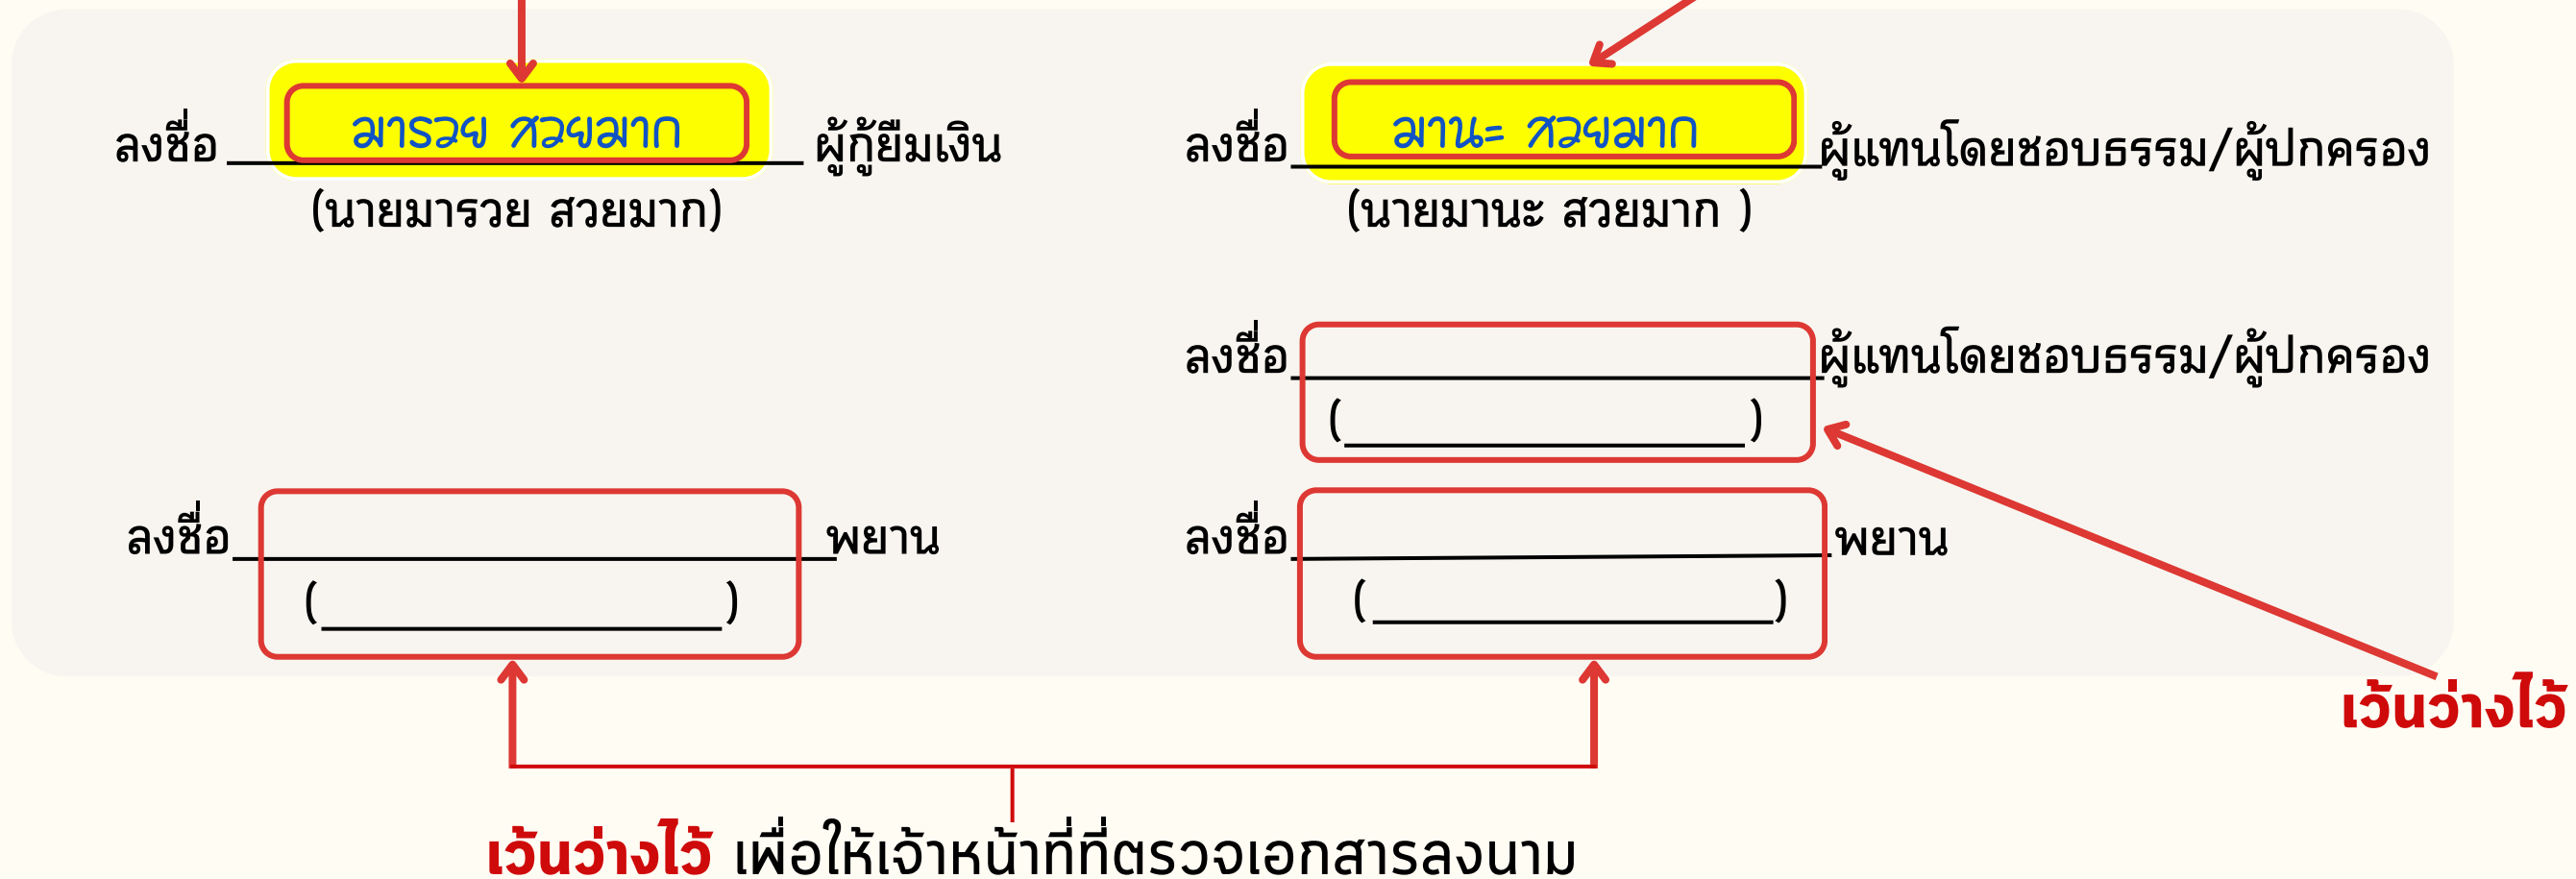 ลงชื่อ มารวย สวยมาก ผู้กู้ยืมเงิน
(นายมารวย สวยมาก)
ลงชื่อ มานะ สวยมาก ผู้แทนโดยชอบธรรม/ผู้ปกครอง
(นายมานะ สวยมาก )
ลงชื่อ ผู้แทนโดยชอบธรรม/ผู้ปกครอง
( )
ลงชื่อ พยาน
( )
ลงชื่อ พยาน
( )
เว้นว่างไว้
เว้นว่างไว้ เพื่อให้เจ้าหน้าที่ที่ตรวจเอกสารลงนาม